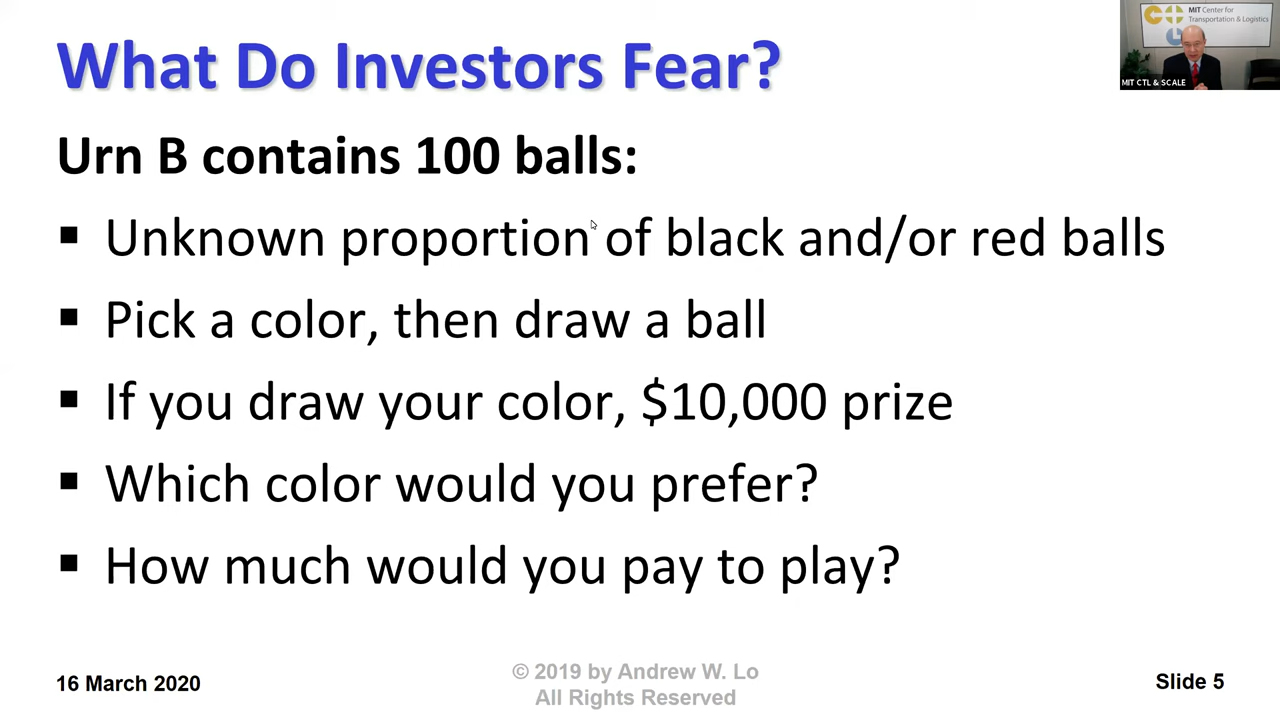 What Do Investors Fear?
MIT Center for
Transportation & Logistics
MIT CTL & SCALE
Urn B contains 100 balls:
▪ Unknown proportion of black and/or red balls
▪ Pick a color, then draw a ball
▪ If you draw your color, $10,000 prize
▪ Which color would you prefer?
▪ How much would you pay to play?
16 March 2020
© 2019 by Andrew W. Lo
All Rights Reserved
Slide 5